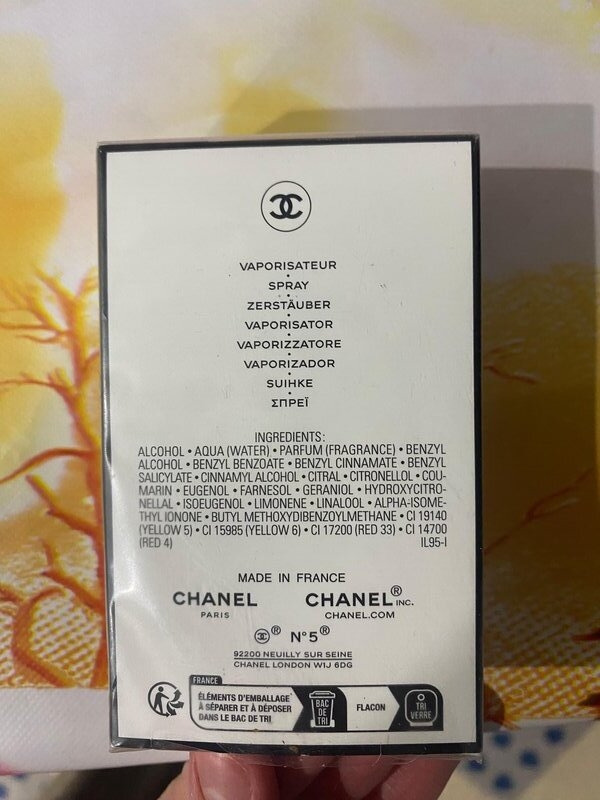 VAPORISATEUR
SPRAY
ZERSTÄUBER
VAPORISATOR
VAPORIZZATORE
VAPORIZADOR
SUIHKE
ΣΠΡΕΪ
INGREDIENTS:
ALCOHOL • AQUA (WATER) • PARFUM (FRAGRANCE) • BENZYL
ALCOHOL • BENZYL BENZOATE • BENZYL CINNAMATE • BENZYL
SALICYLATE • CINNAMYL ALCOHOL • CITRAL • CITRONELLOL • COU-
MARIN • EUGENOL • FARNESOL • GERANIOL • HYDROXYCITRO-
NELLAL • ISOEUGENOL • LIMONENE • LINALOOL • ALPHA-ISOME-
THYL IONONE • BUTYL METHOXYDIBENZOYLMETHANE • CI 19140
(YELLOW 5) • CI 15985 (YELLOW 6) • CI 17200 (RED 33) • CI 14700
(RED 4) IL95-I
MADE IN FRANCE
CHANEL CHANEL® INC.
PARIS CHANEL.COM
® N°5®
92200 NEUILLY SUR SEINE
CHANEL LONDON W1J 6DG
FRANCE
ÉLÉMENTS D'EMBALLAGE
À SÉPARER ET À DÉPOSER
DANS LE BAC DE TRI
BAC
DE
TRI
FLACON
TRI
VERRE